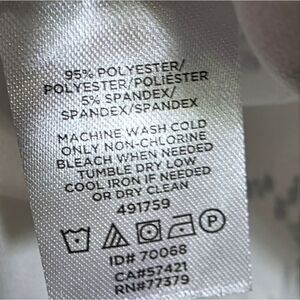 95% POLYESTER/
POLYESTER/POLIÉSTER
5% SPANDEX/
SPANDEX/SPANDEX
MACHINE WASH COLD
ONLY NON-CHLORINE
BLEACH WHEN NEEDED
TUMBLE DRY LOW
COOL IRON IF NEEDED
OR DRY CLEAN
491759
P
ID# 70068
CA#57421
RN#77379